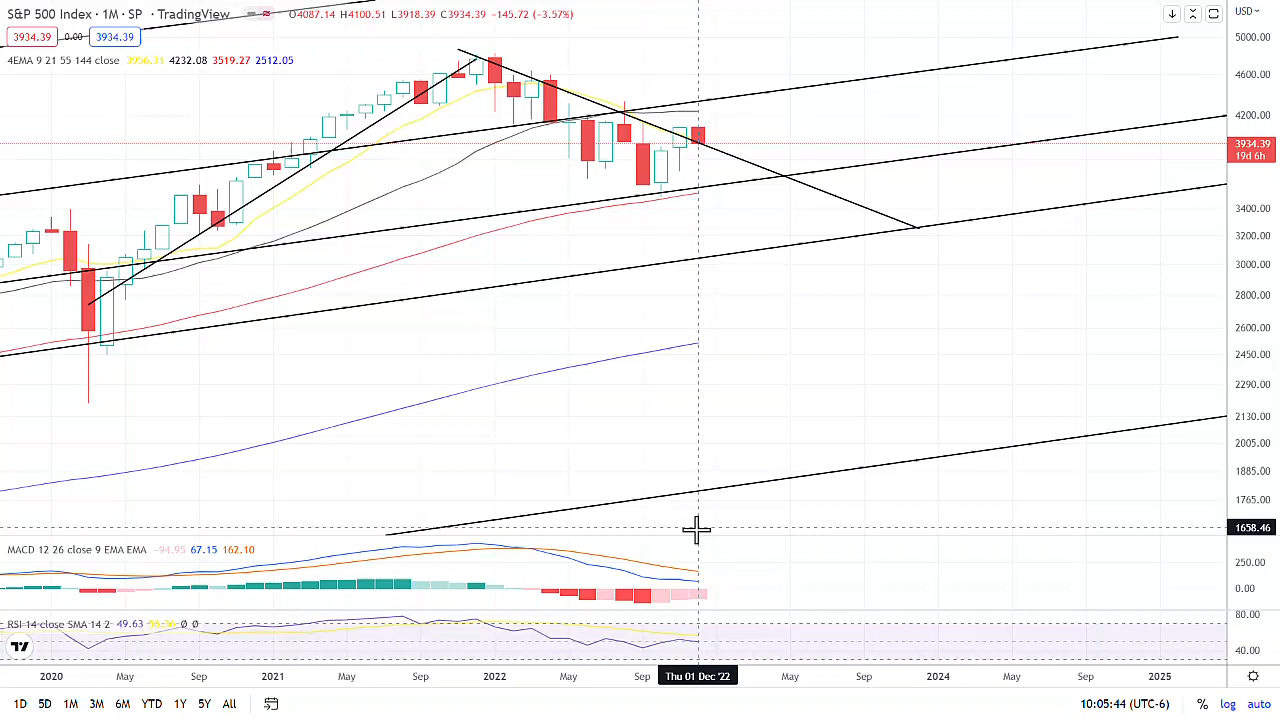 S&P 500 Index · 1M · SP · TradingView O4087.14 H4100.51 L3918.39 C3934.39 −145.72 (−3.57%) USD
3934.39 0.00 3934.39 5000.00
4EMA 9 21 55 144 close 3956.31 4232.08 3519.27 2512.05
4600.00
4200.00
3934.39
19d 6h
3400.00
3200.00
3000.00
2800.00
2600.00
2450.00
2290.00
2130.00
2005.00
1885.00
1765.00
1658.46
MACD 12 26 close 9 EMA EMA −94.95 67.15 162.10
250.00
0.00
80.00
RSI 14 close SMA 14 2 49.63 56.36 Ø Ø
40.00
2020 May Sep 2021 May Sep 2022 May Sep Thu 01 Dec '22 May Sep 2024 May Sep 2025
1D 5D 1M 3M 6M YTD 1Y 5Y All 10:05:44 (UTC-6) % log auto